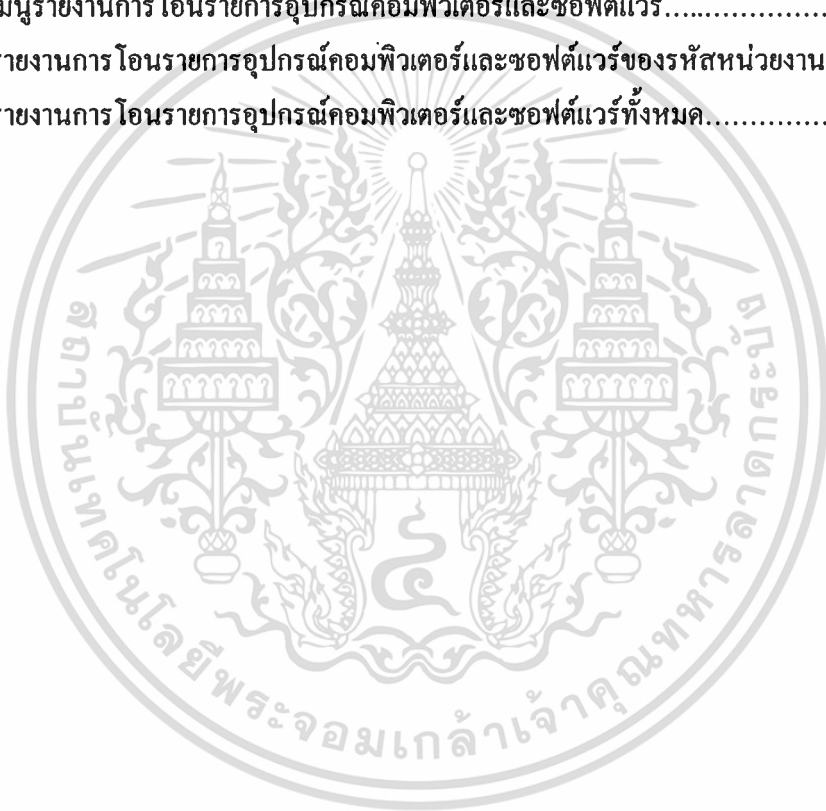 มนูรายงานการโอนรายการอุปกรณ์คอมพิวเตอร์และซอฟต์แวร์.....................
รายงานการโอนรายการอุปกรณ์คอมพิวเตอร์และซอฟต์แวร์ของรหัสหน่วยงาน
รายงานการโอนรายการอุปกรณ์คอมพิวเตอร์และซอฟต์แวร์ทั้งหมด...............
สถาบันเทคโนโลยีพระจอมเกล้าเจ้าคุณทหารลาดกระบัง